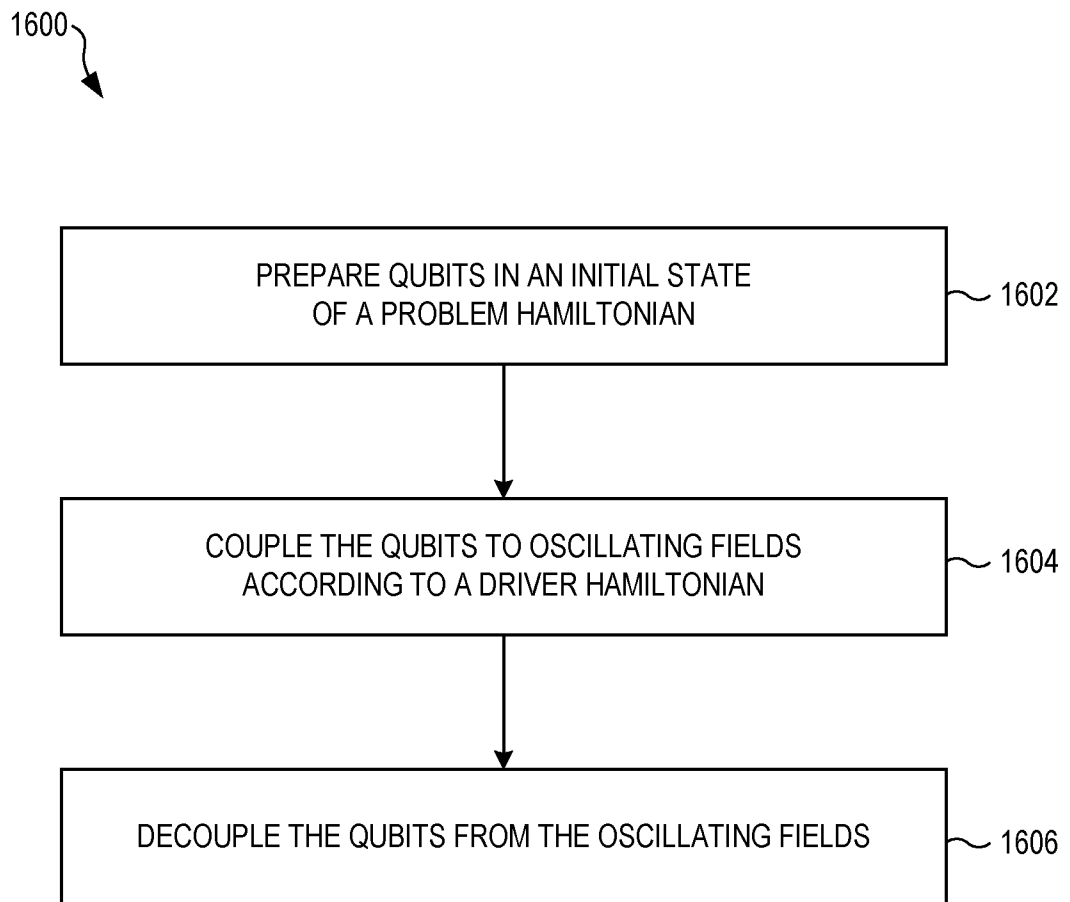 1600
PREPARE QUBITS IN AN INITIAL STATE
OF A PROBLEM HAMILTONIAN
1602
COUPLE THE QUBITS TO OSCILLATING FIELDS
ACCORDING TO A DRIVER HAMILTONIAN
1604
DECOUPLE THE QUBITS FROM THE OSCILLATING FIELDS
1606